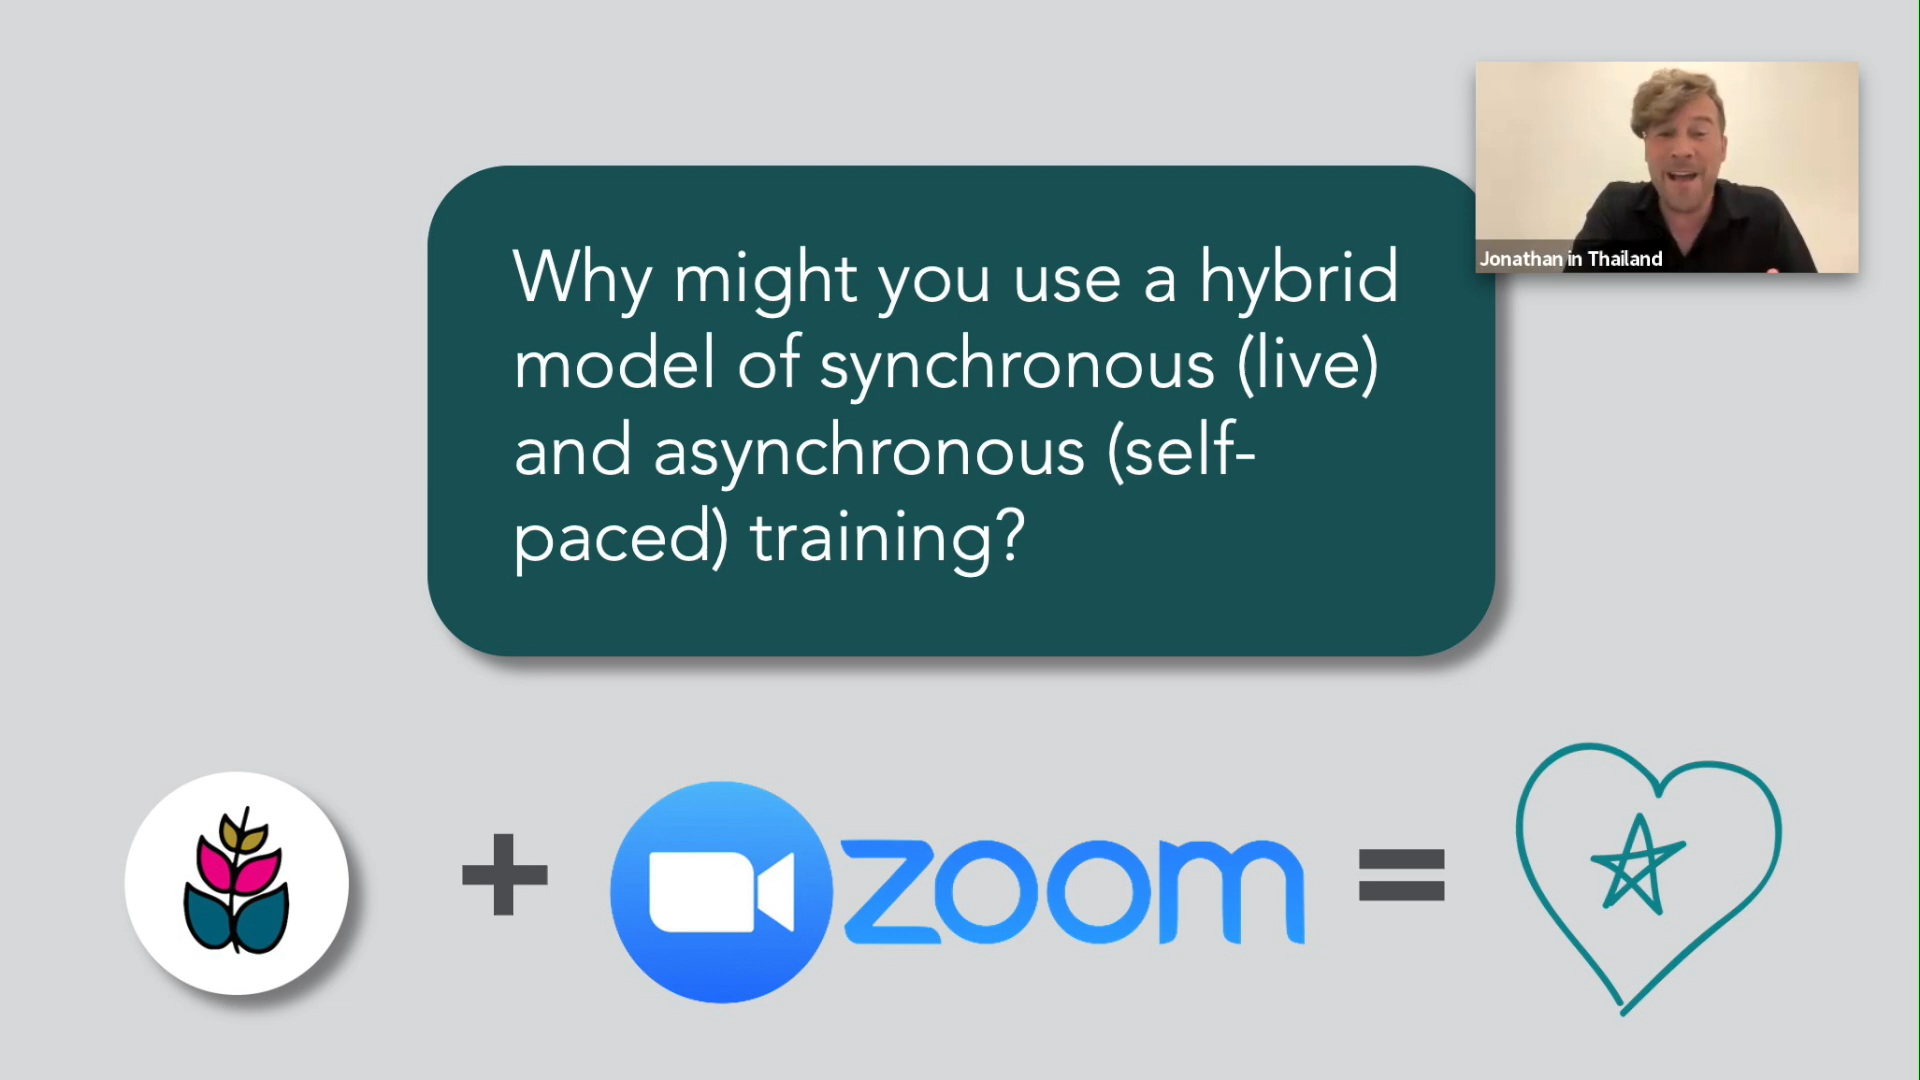 Why might you use a hybrid
model of synchronous (live)
and asynchronous (self-
paced) training?
Jonathan in Thailand
zoom